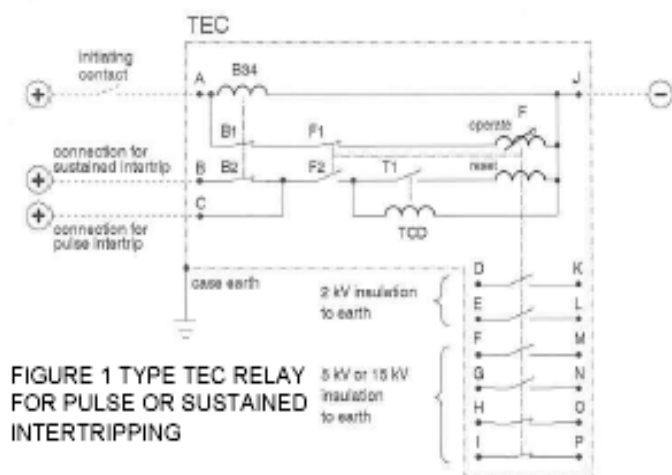 TEC
initiating
contact
A
B34
J
B1
F1
operate
F
connection for
sustained intertrip
B
B2
F2
T1
reset
C
connection for
pulse intertrip
TCD
case earth
2 kV insulation
to earth
D
K
E
L
F
M
G
N
H
O
I
P
5 kV or 15 kV
insulation
to earth
FIGURE 1 TYPE TEC RELAY
FOR PULSE OR SUSTAINED
INTERTRIPPING